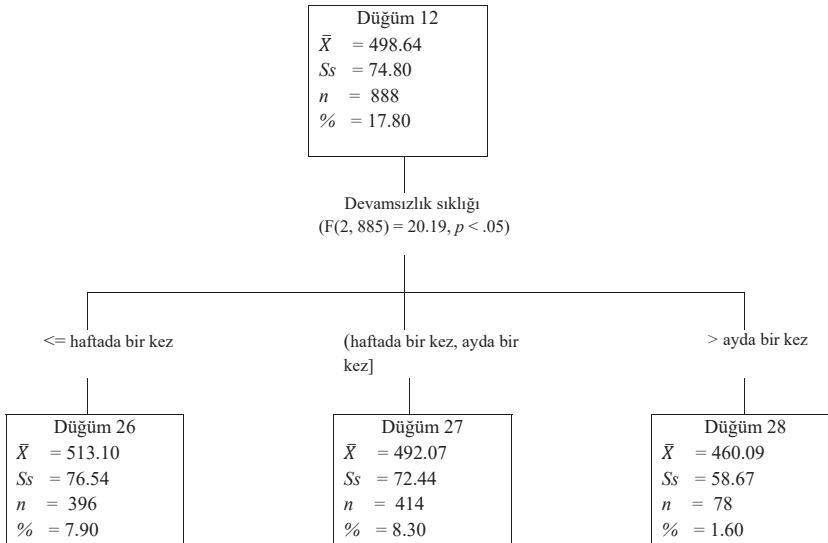 Düğüm 12
X̄ = 498.64
Ss = 74.80
n = 888
% = 17.80
Devamsızlık sıklığı
(F(2, 885) = 20.19, p < .05)
<= haftada bir kez
(haftada bir kez, ayda bir
kez]
> ayda bir kez
Düğüm 26
X̄ = 513.10
Ss = 76.54
n = 396
% = 7.90
Düğüm 27
X̄ = 492.07
Ss = 72.44
n = 414
% = 8.30
Düğüm 28
X̄ = 460.09
Ss = 58.67
n = 78
% = 1.60